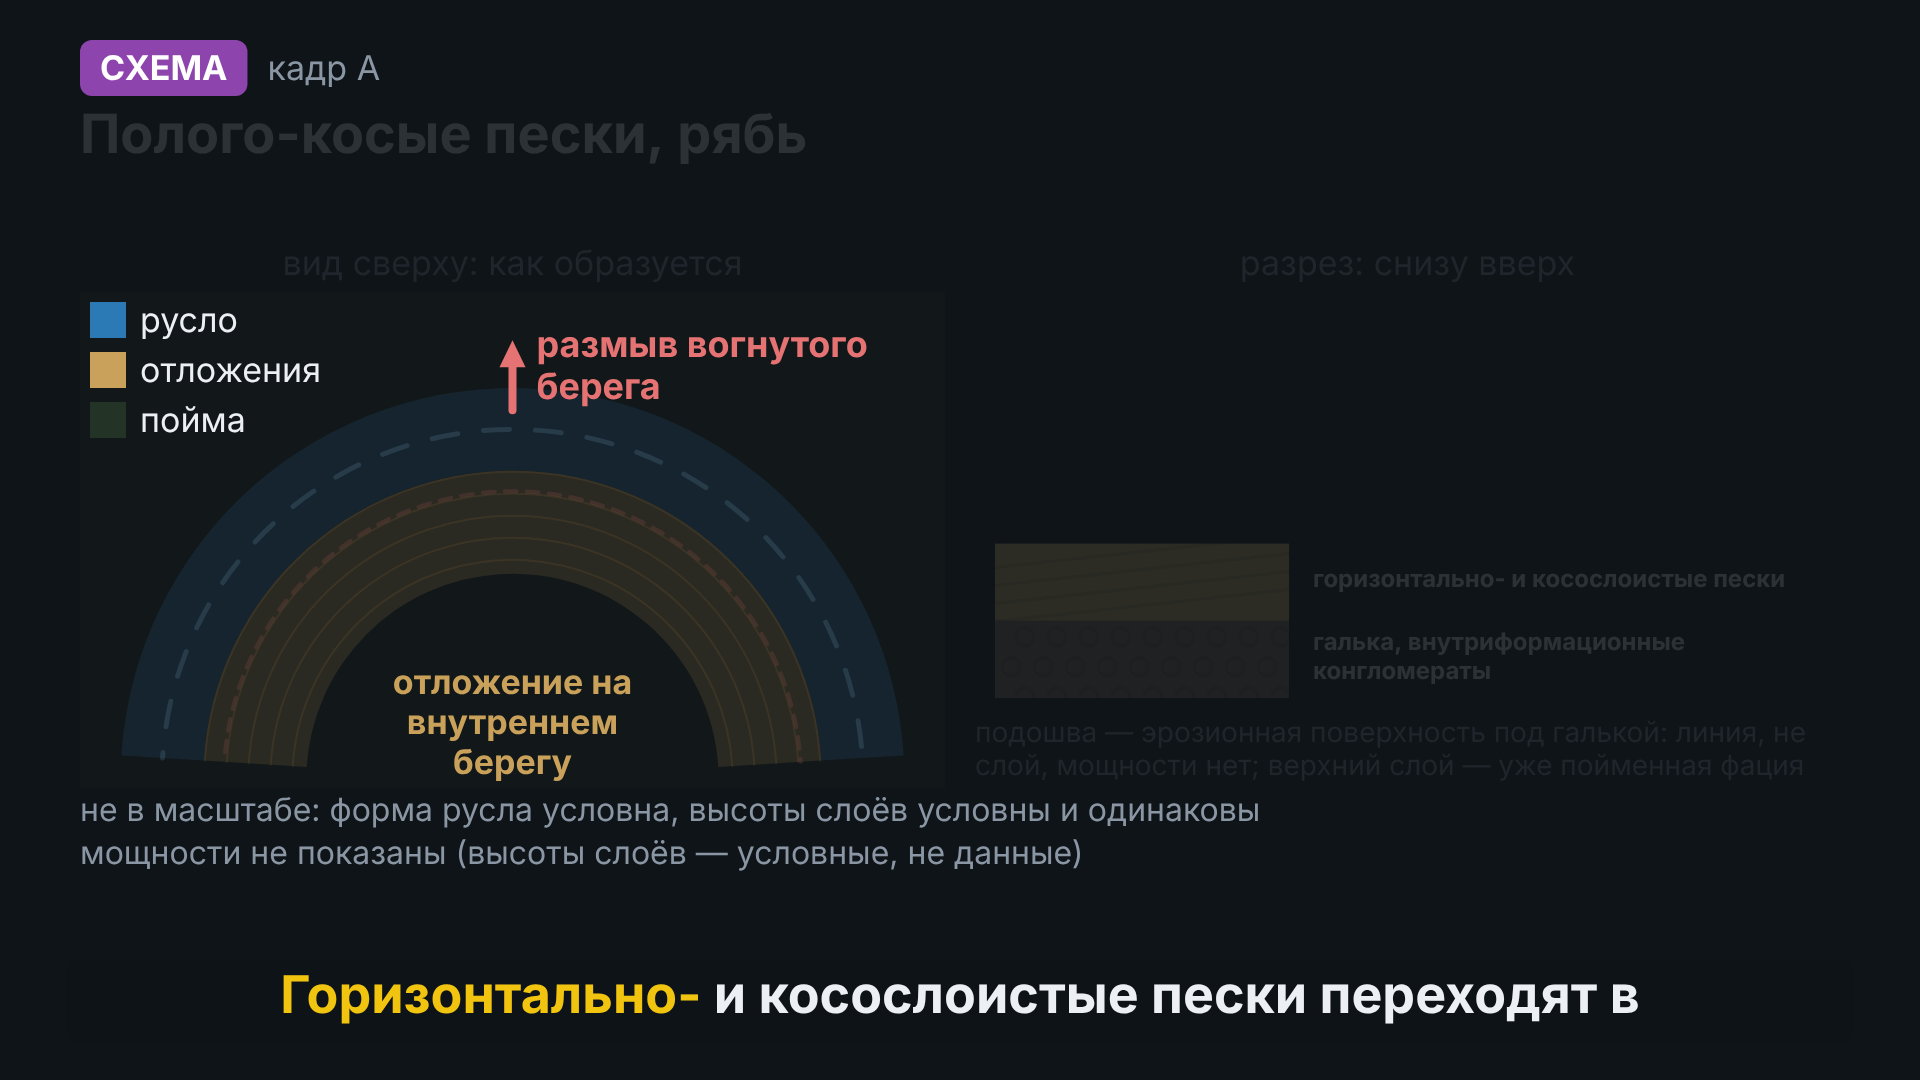 СХЕМА кадр А
Полого-косые пески, рябь
вид сверху: как образуется
разрез: снизу вверх
русло
отложения
пойма
размыв вогнутого
берега
отложение на
внутреннем
берегу
горизонтально- и косослоистые пески
галька, внутриформационные
конгломераты
подошва — эрозионная поверхность под галькой: линия, не
слой, мощности нет; верхний слой — уже пойменная фация
не в масштабе: форма русла условна, высоты слоёв условны и одинаковы
мощности не показаны (высоты слоёв — условные, не данные)
Горизонтально- и косослоистые пески переходят в